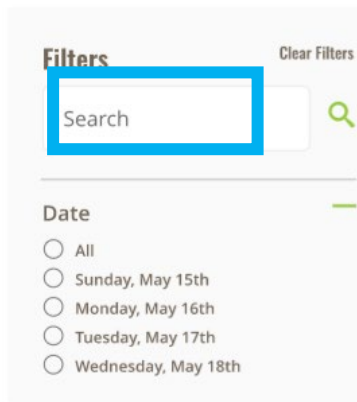 Filters
Clear Filters
Search
Date
All
Sunday, May 15th
Monday, May 16th
Tuesday, May 17th
Wednesday, May 18th